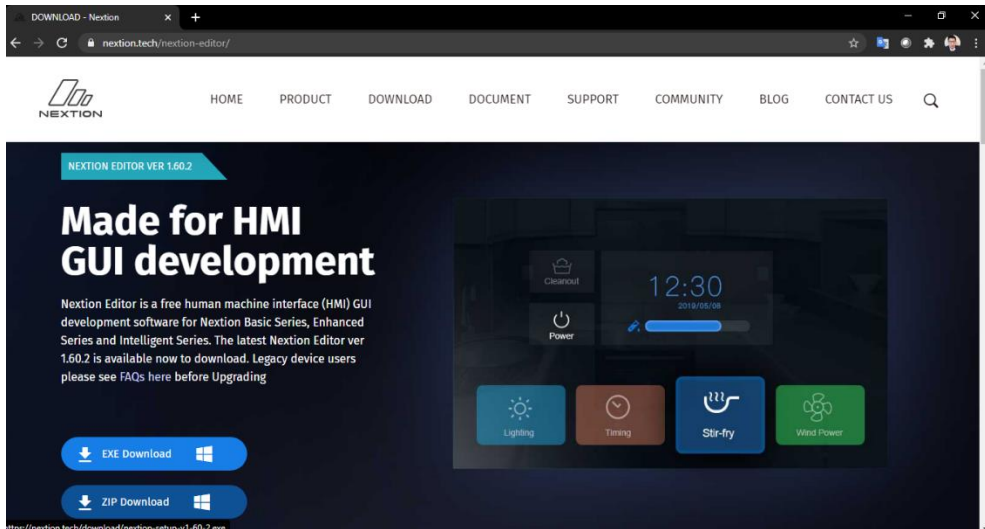 DOWNLOAD - Nextion
nextion.tech/nextion-editor/
NEXTION
HOME
PRODUCT
DOWNLOAD
DOCUMENT
SUPPORT
COMMUNITY
BLOG
CONTACT US
NEXTION EDITOR VER 1.60.2
Made for HMI
GUI development
Nextion Editor is a free human machine interface (HMI) GUI
development software for Nextion Basic Series, Enhanced
Series and Intelligent Series. The latest Nextion Editor ver
1.60.2 is available now to download. Legacy device users
please see FAQs here before Upgrading
Cleanout
Power
12:30
2019/05/08
Lighting
Timing
Stir-fry
Wind Power
EXE Download
ZIP Download
https://nextion.tech/download/nextion-setup-v1-60-2.exe